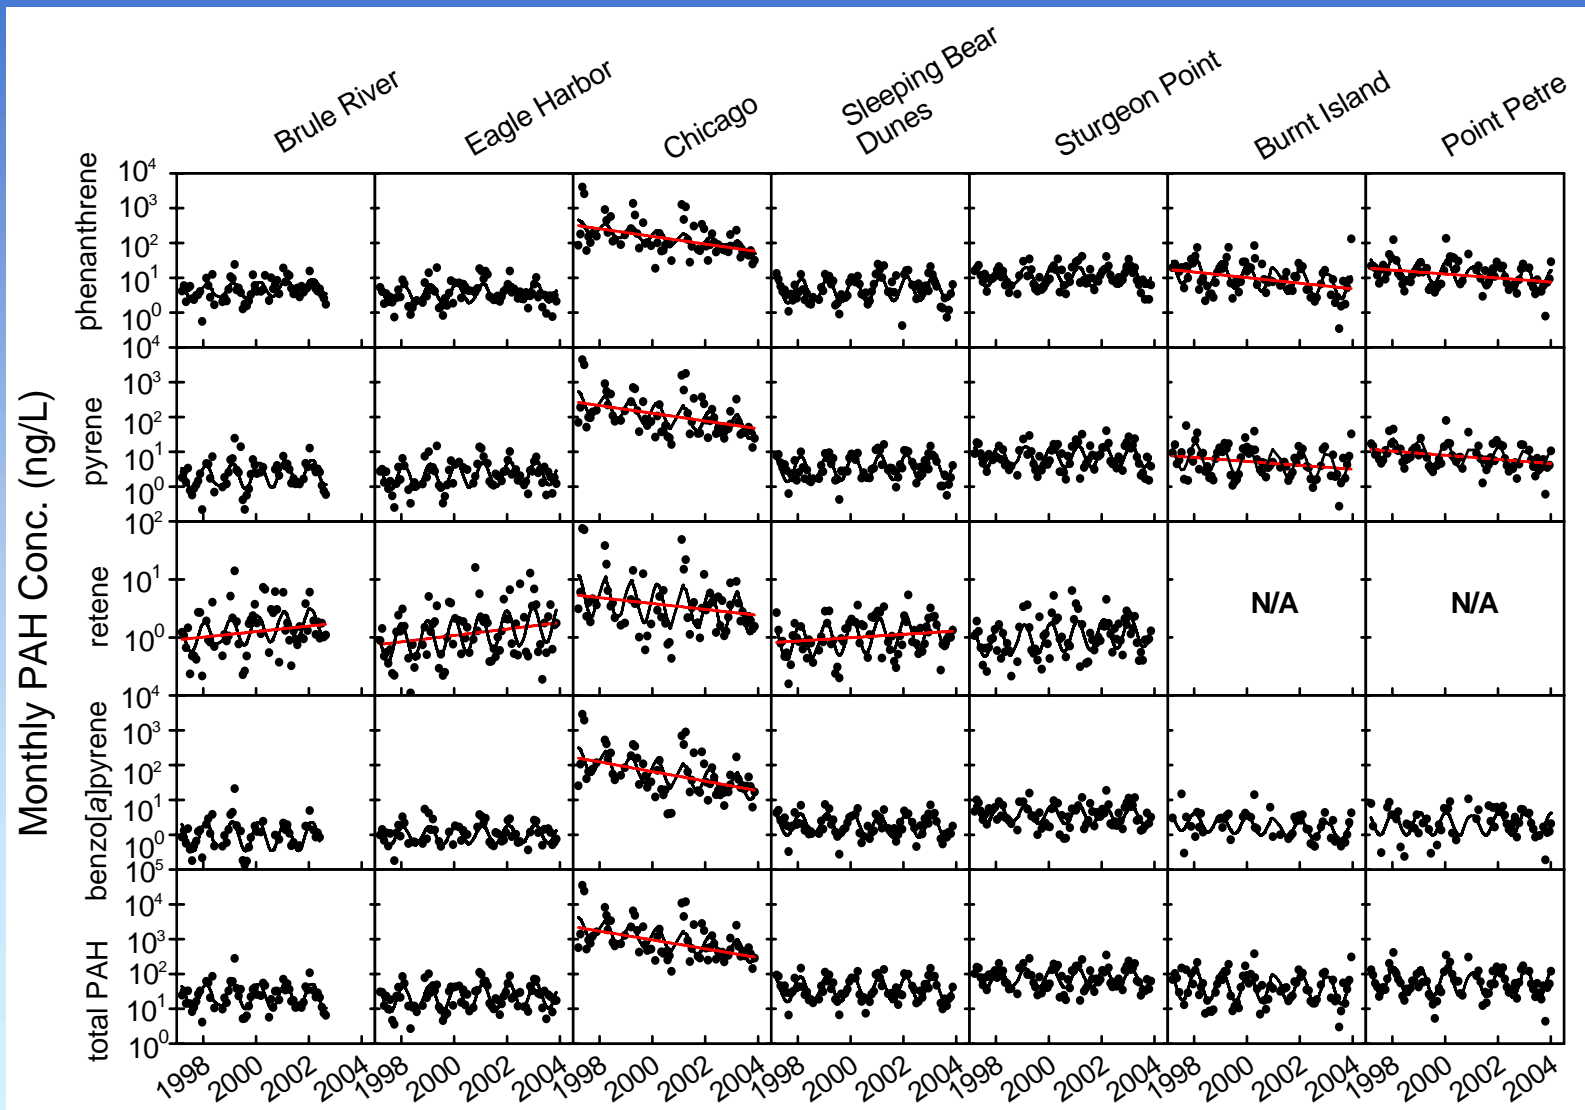 Brule River
Eagle Harbor
Chicago
Sleeping Bear
Dunes
Sturgeon Point
Burnt Island
Point Petre
Monthly PAH Conc. (ng/L)
phenanthrene
10⁴
10³
10²
10¹
10⁰
pyrene
10⁴
10³
10²
10¹
10⁰
retene
10²
10¹
10⁰
N/A
N/A
benzo[a]pyrene
10⁴
10³
10²
10¹
10⁰
total PAH
10⁵
10⁴
10³
10²
10¹
10⁰
1998 2000 2002 2004
1998 2000 2002 2004
1998 2000 2002 2004
1998 2000 2002 2004
1998 2000 2002 2004
1998 2000 2002 2004
1998 2000 2002 2004